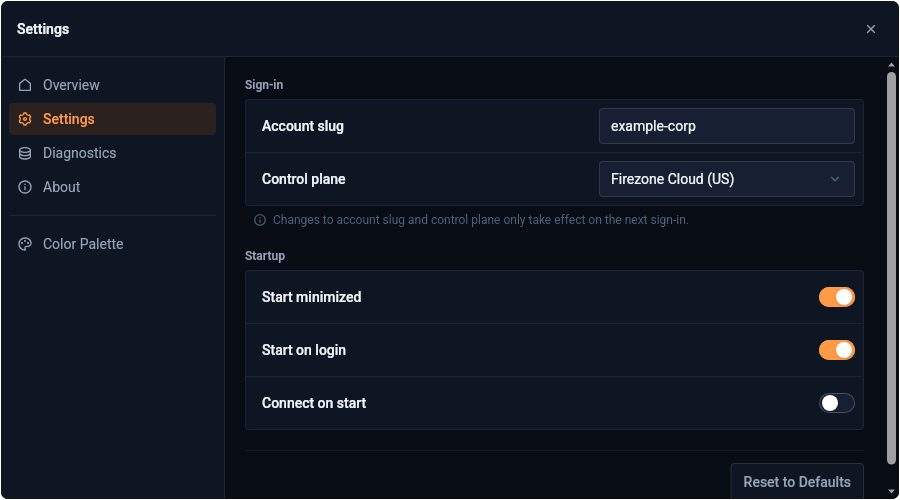 Settings
Overview
Settings
Diagnostics
About
Color Palette
Sign-in
Account slug
example-corp
Control plane
Firezone Cloud (US)
Changes to account slug and control plane only take effect on the next sign-in.
Startup
Start minimized
Start on login
Connect on start
Reset to Defaults